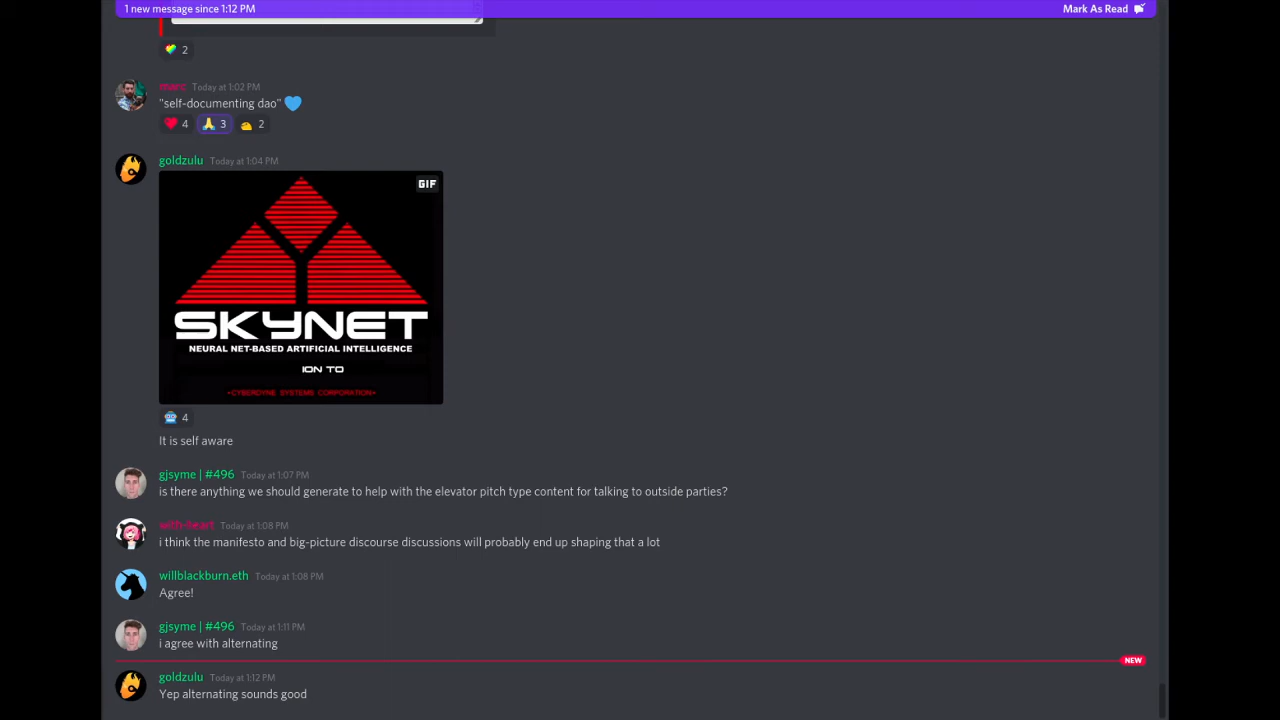 1 new message since 1:12 PM
Mark As Read
2
marc Today at 1:02 PM
"self-documenting dao" 💙
4 3 2
goldzulu Today at 1:04 PM
GIF
SKYNET
NEURAL NET-BASED ARTIFICIAL INTELLIGENCE
ION TO
-CYBERDYNE SYSTEMS CORPORATION-
4
It is self aware
gjsyme | #496 Today at 1:07 PM
is there anything we should generate to help with the elevator pitch type content for talking to outside parties?
with-heart Today at 1:08 PM
i think the manifesto and big-picture discourse discussions will probably end up shaping that a lot
willblackburn.eth Today at 1:08 PM
Agree!
gjsyme | #496 Today at 1:11 PM
i agree with alternating
NEW
goldzulu Today at 1:12 PM
Yep alternating sounds good